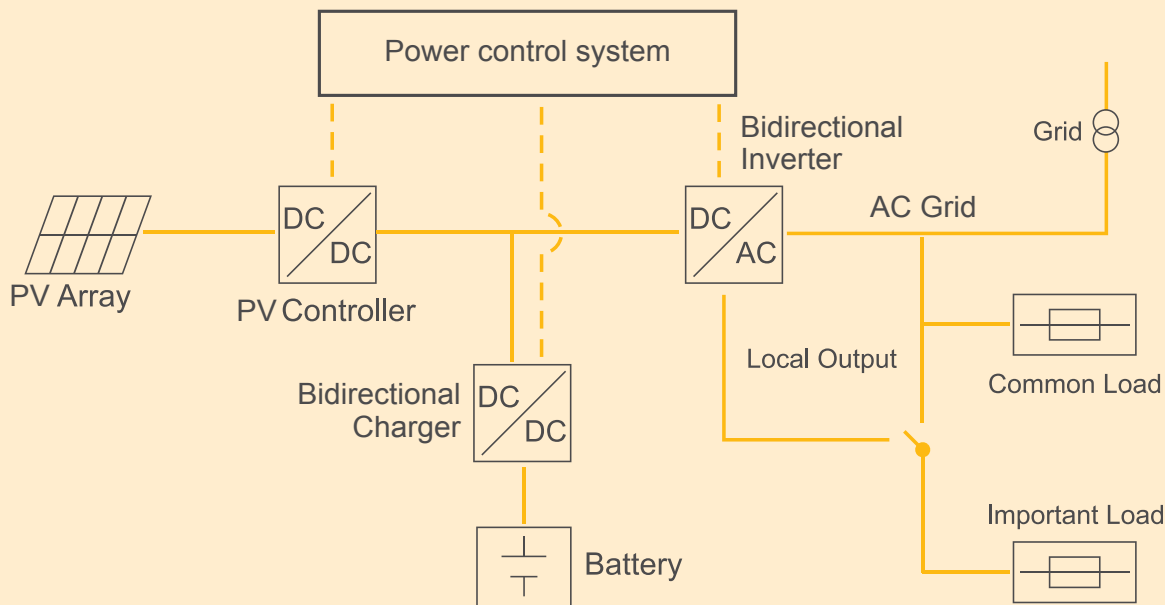 Power control system
Bidirectional
Inverter
Grid
DC
DC
DC
AC
AC Grid
PV Array
PV Controller
Local Output
Common Load
Bidirectional
Charger
DC
DC
Important Load
Battery